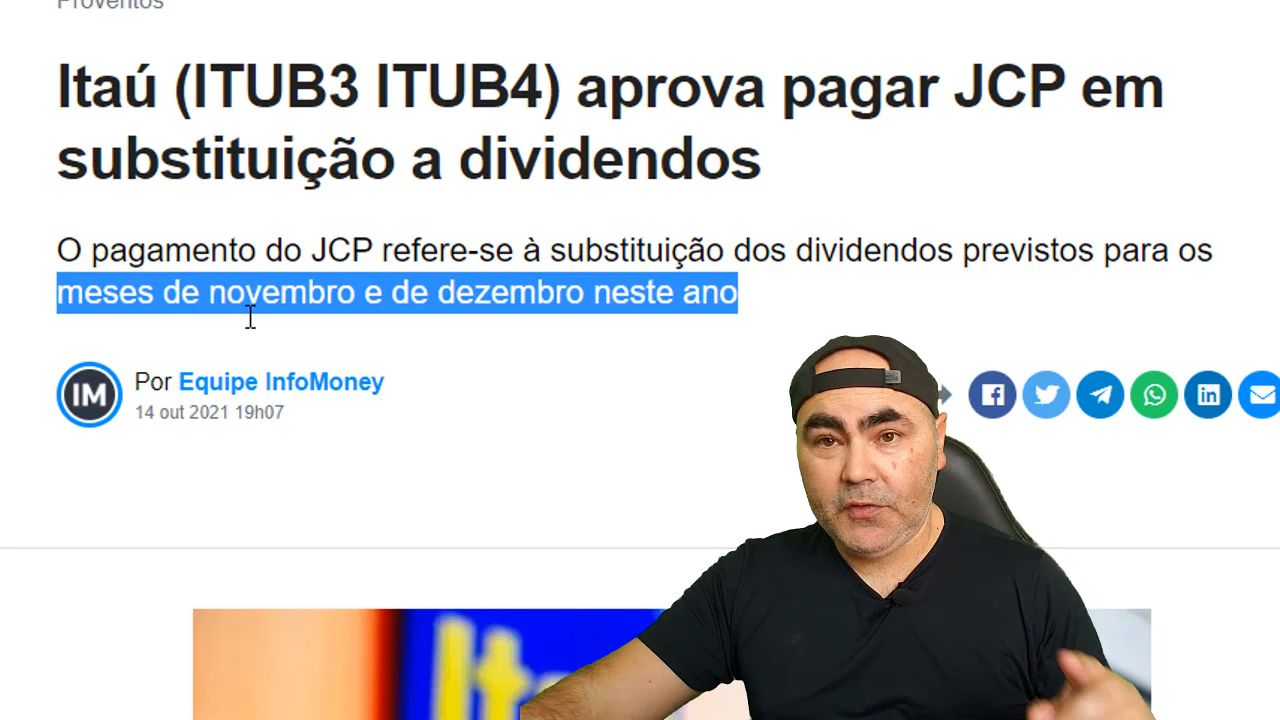 Proventos
Itaú (ITUB3 ITUB4) aprova pagar JCP em
substituição a dividendos
O pagamento do JCP refere-se à substituição dos dividendos previstos para os
meses de novembro e de dezembro neste ano
IM
Por Equipe InfoMoney
14 out 2021 19h07
Ita